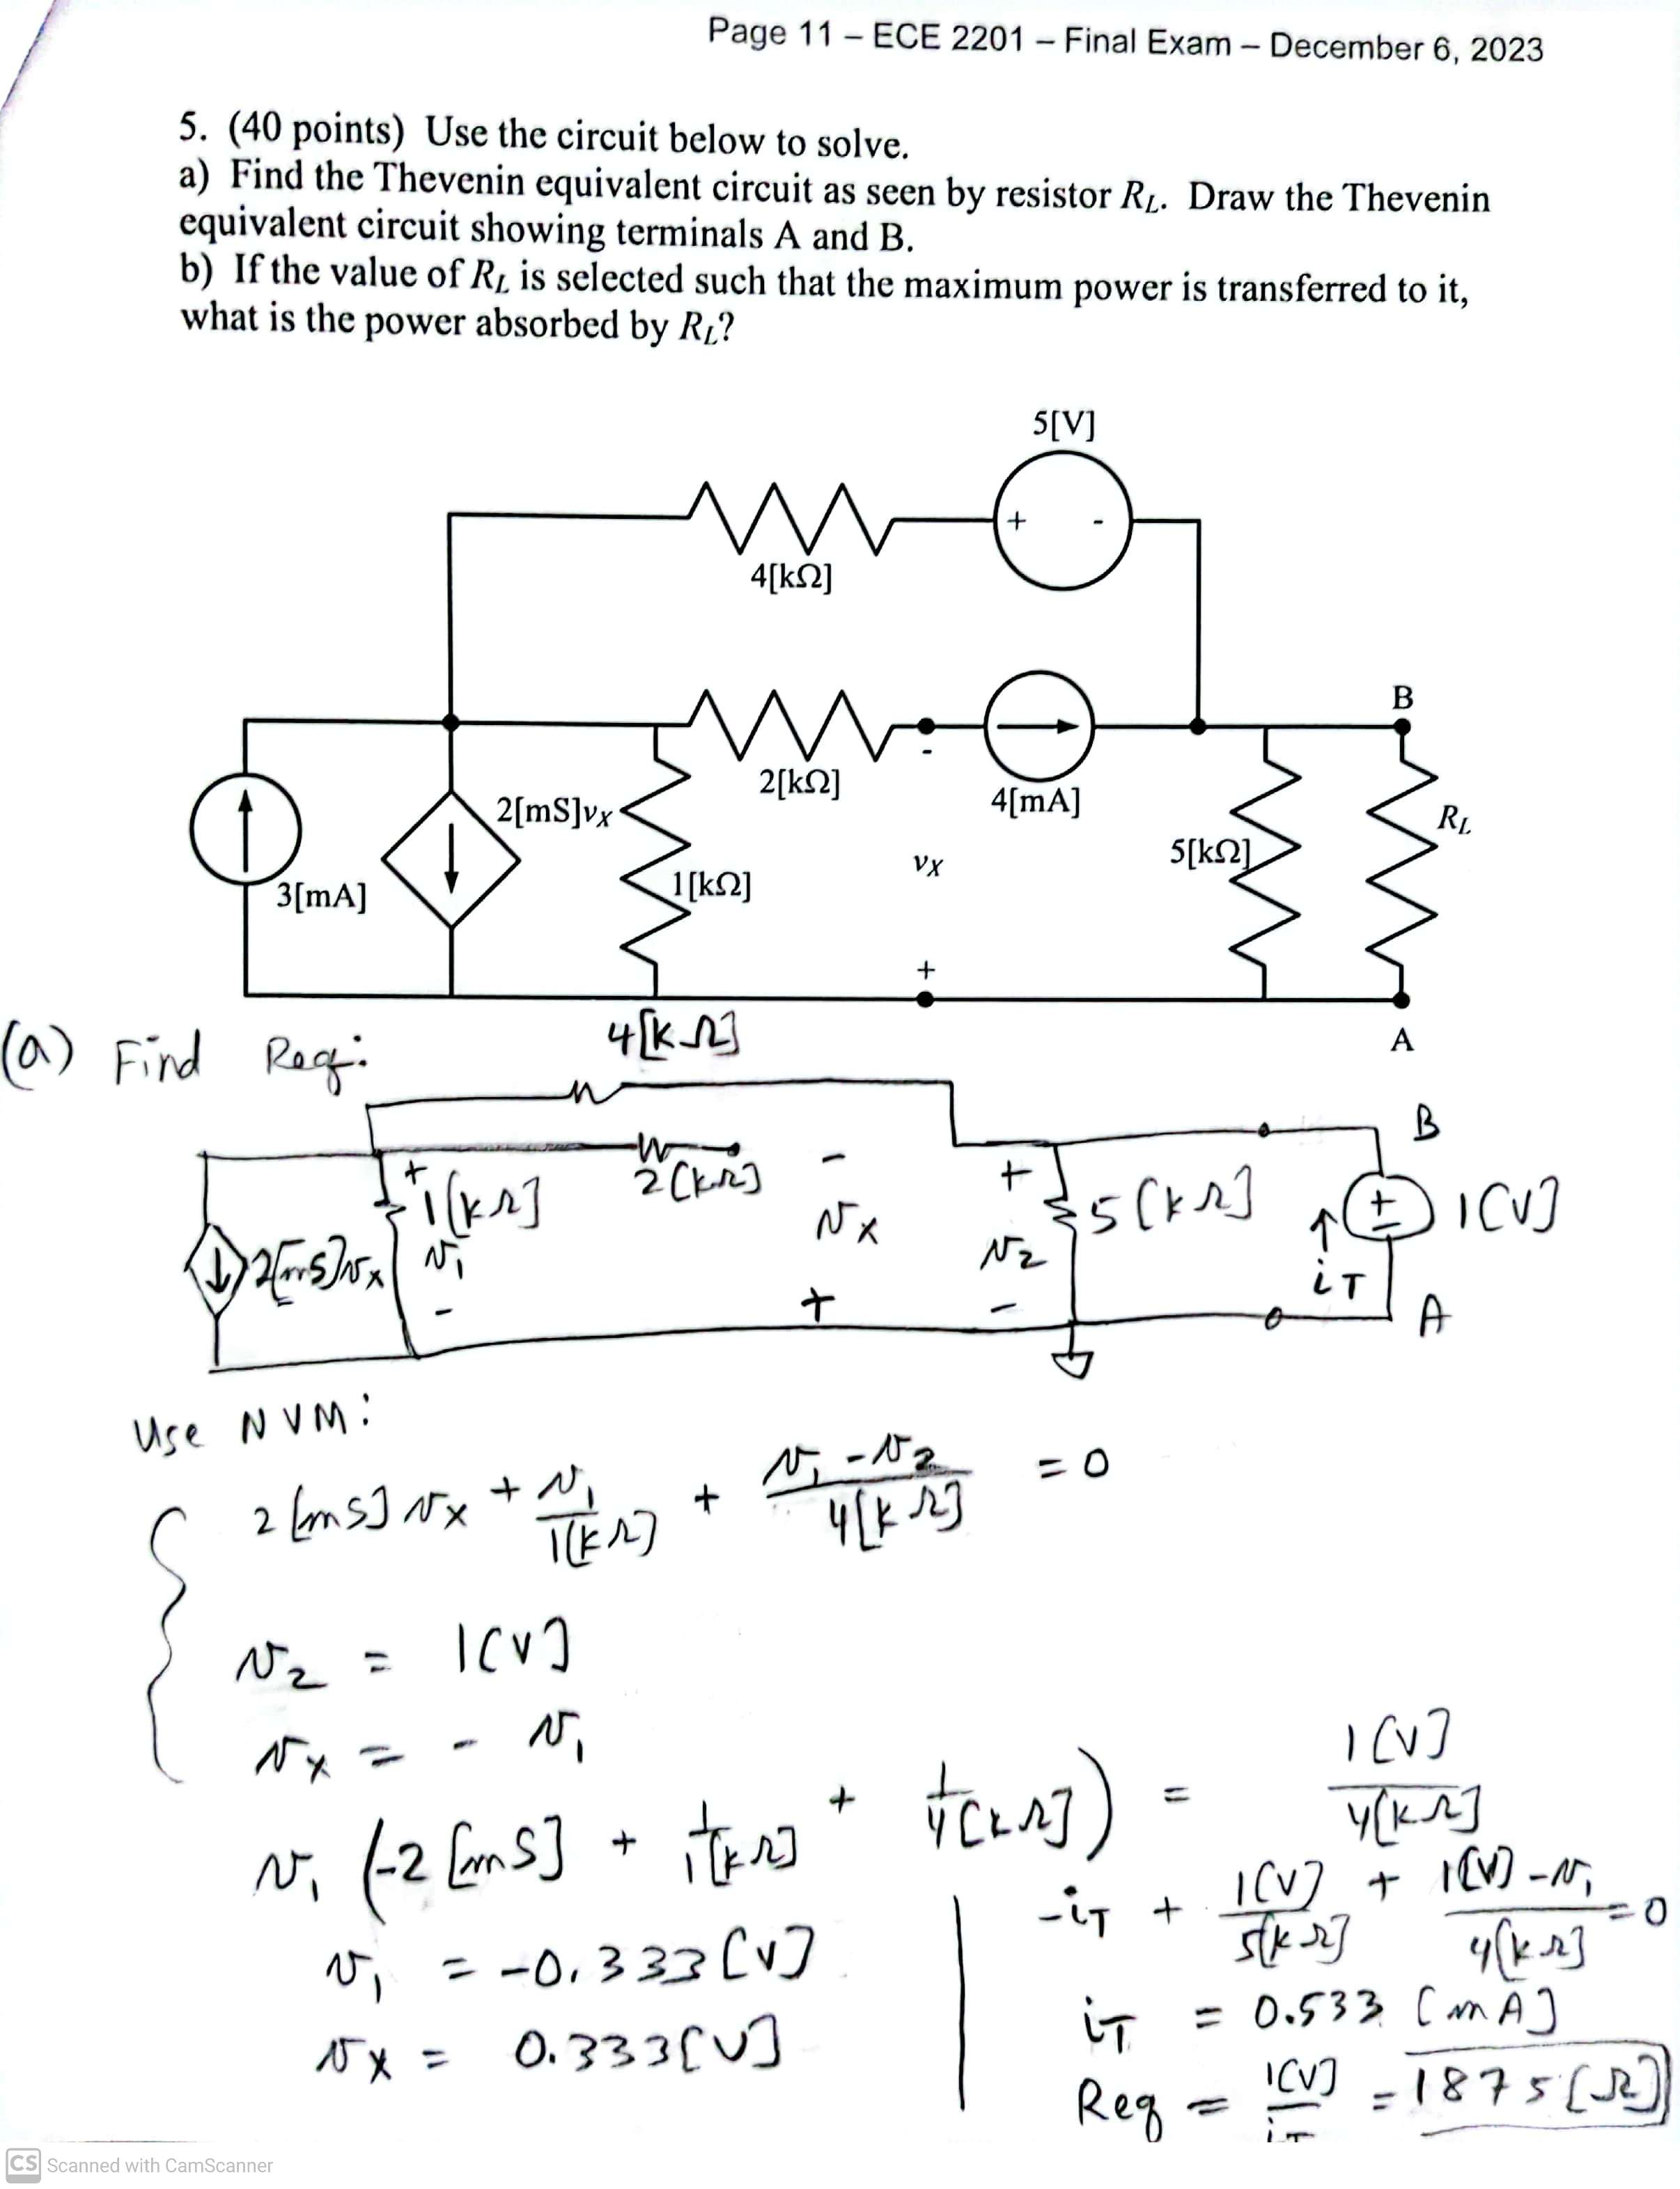 Page 11 – ECE 2201 – Final Exam – December 6, 2023
5. (40 points) Use the circuit below to solve.
a) Find the Thevenin equivalent circuit as seen by resistor R_L. Draw the Thevenin
equivalent circuit showing terminals A and B.
b) If the value of R_L is selected such that the maximum power is transferred to it,
what is the power absorbed by R_L?
5[V]
+ -
4[kΩ]
B
-
2[kΩ]
4[mA]
2[mS]v_X
R_L
5[kΩ]
v_X
1[kΩ]
3[mA]
+
A
(a) Find Req:
4[kΩ]
B
2[kΩ]
+ 1[kΩ] - + 5[kΩ] + - 1[V]
2[mS]v_x v_1 v_x v_2 i_T
- + - A
Use NVM:
2[mS] v_x + v_1/1[kΩ] + (v_1 - v_2)/4[kΩ] = 0
v_2 = 1[V]
v_x = - v_1
v_1 (-2[mS] + 1/1[kΩ] + 1/4[kΩ]) = 1[V]/4[kΩ]
v_1 = -0.333[V]
v_x = 0.333[V]
-i_T + 1[V]/5[kΩ] + (1[V] - v_1)/4[kΩ] = 0
i_T = 0.533 [mA]
Req = 1[V]/i_T = 1875[Ω]
CS Scanned with CamScanner